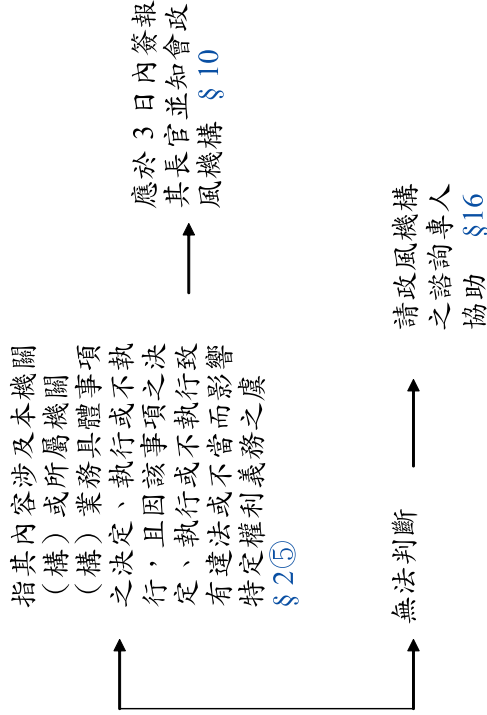 指其內容涉及本機關
（構）或所屬機關
（構）業務具體事項
之決定、執行或不執
行，且因該事項之決
定、執行或不執行致
有違法或不當而影響
特定權利義務之虞
§ 2⑤
應於 3 日內簽報
其長官並知會政
風機構 § 10
無法判斷
請政風機構
之諮詢專人
協助 §16